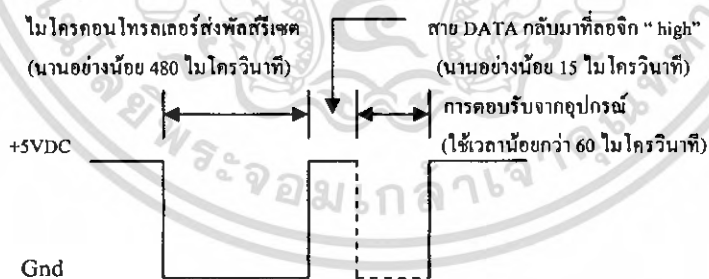 ไมโครคอนโทรลเลอร์ส่งพัลส์รีเซต
(นานอย่างน้อย 480 ไมโครวินาที)
สาย DATA กลับมาที่ลอจิก “ high”
(นานอย่างน้อย 15 ไมโครวินาที)
การตอบรับจากอุปกรณ์
(ใช้เวลาน้อยกว่า 60 ไมโครวินาที)
+5VDC
Gnd